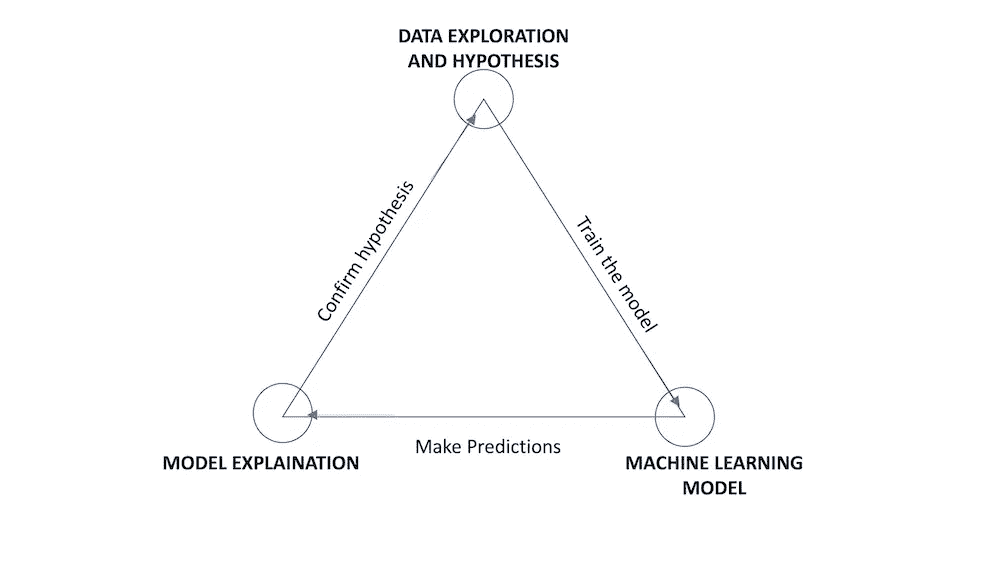 DATA EXPLORATION
AND HYPOTHESIS
Confirm hypothesis
Train the model
Make Predictions
MODEL EXPLAINATION
MACHINE LEARNING
MODEL